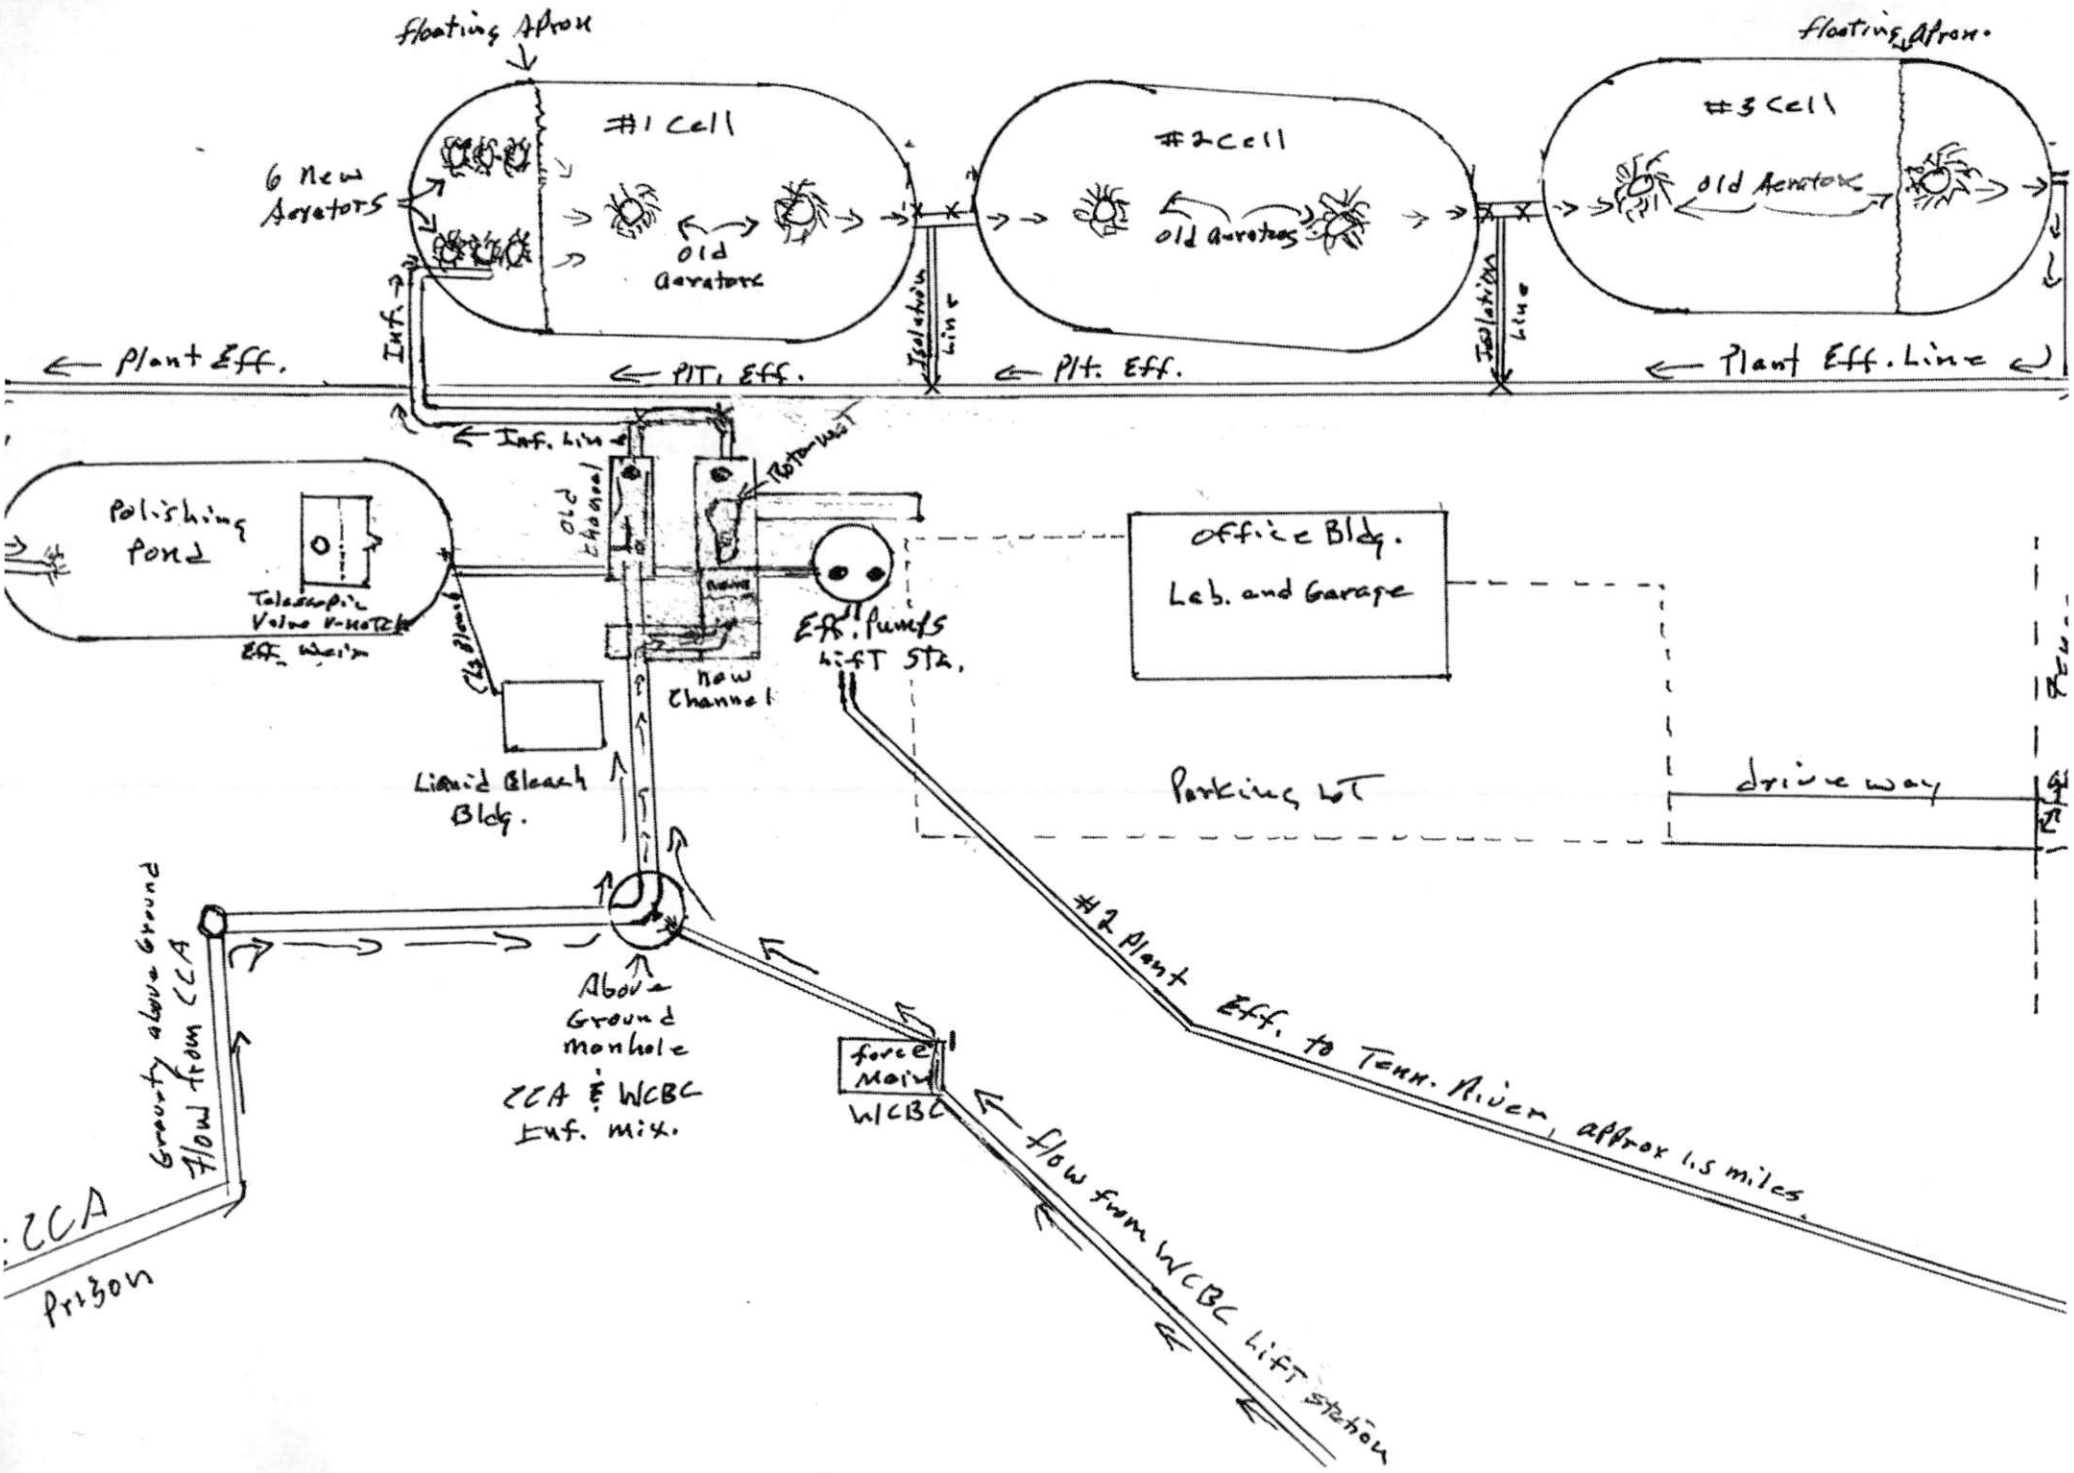 floating Apron
floating Apron.
#1 Cell
#2 Cell
#3 Cell
6 New
Aerators
old
aerators
old aerators
old Aerators
Inf.
Isolation
Line
Isolation
Line
← Plant Eff.
← Plt. Eff.
← Plt. Eff.
← Plant Eff. Line
← Inf. Line
Roto-mat
old
channel
Polishing
Pond
Telescopic
Valve V-notch
Eff. Weirs
new
Channel
Eff. Pumps
Lift Sta.
Office Bldg.
Lab. and Garage
Liquid Bleach
Bldg.
Parking Lot
driveway
Gravity above Ground
flow from CCA
Above
Ground
manhole
CCA & WCBC
Inf. mix.
force
Main
WCBC
#2 Plant Eff. to Tenn. River, approx 1.5 miles.
flow from WCBC Lift Station
CCA
Prison